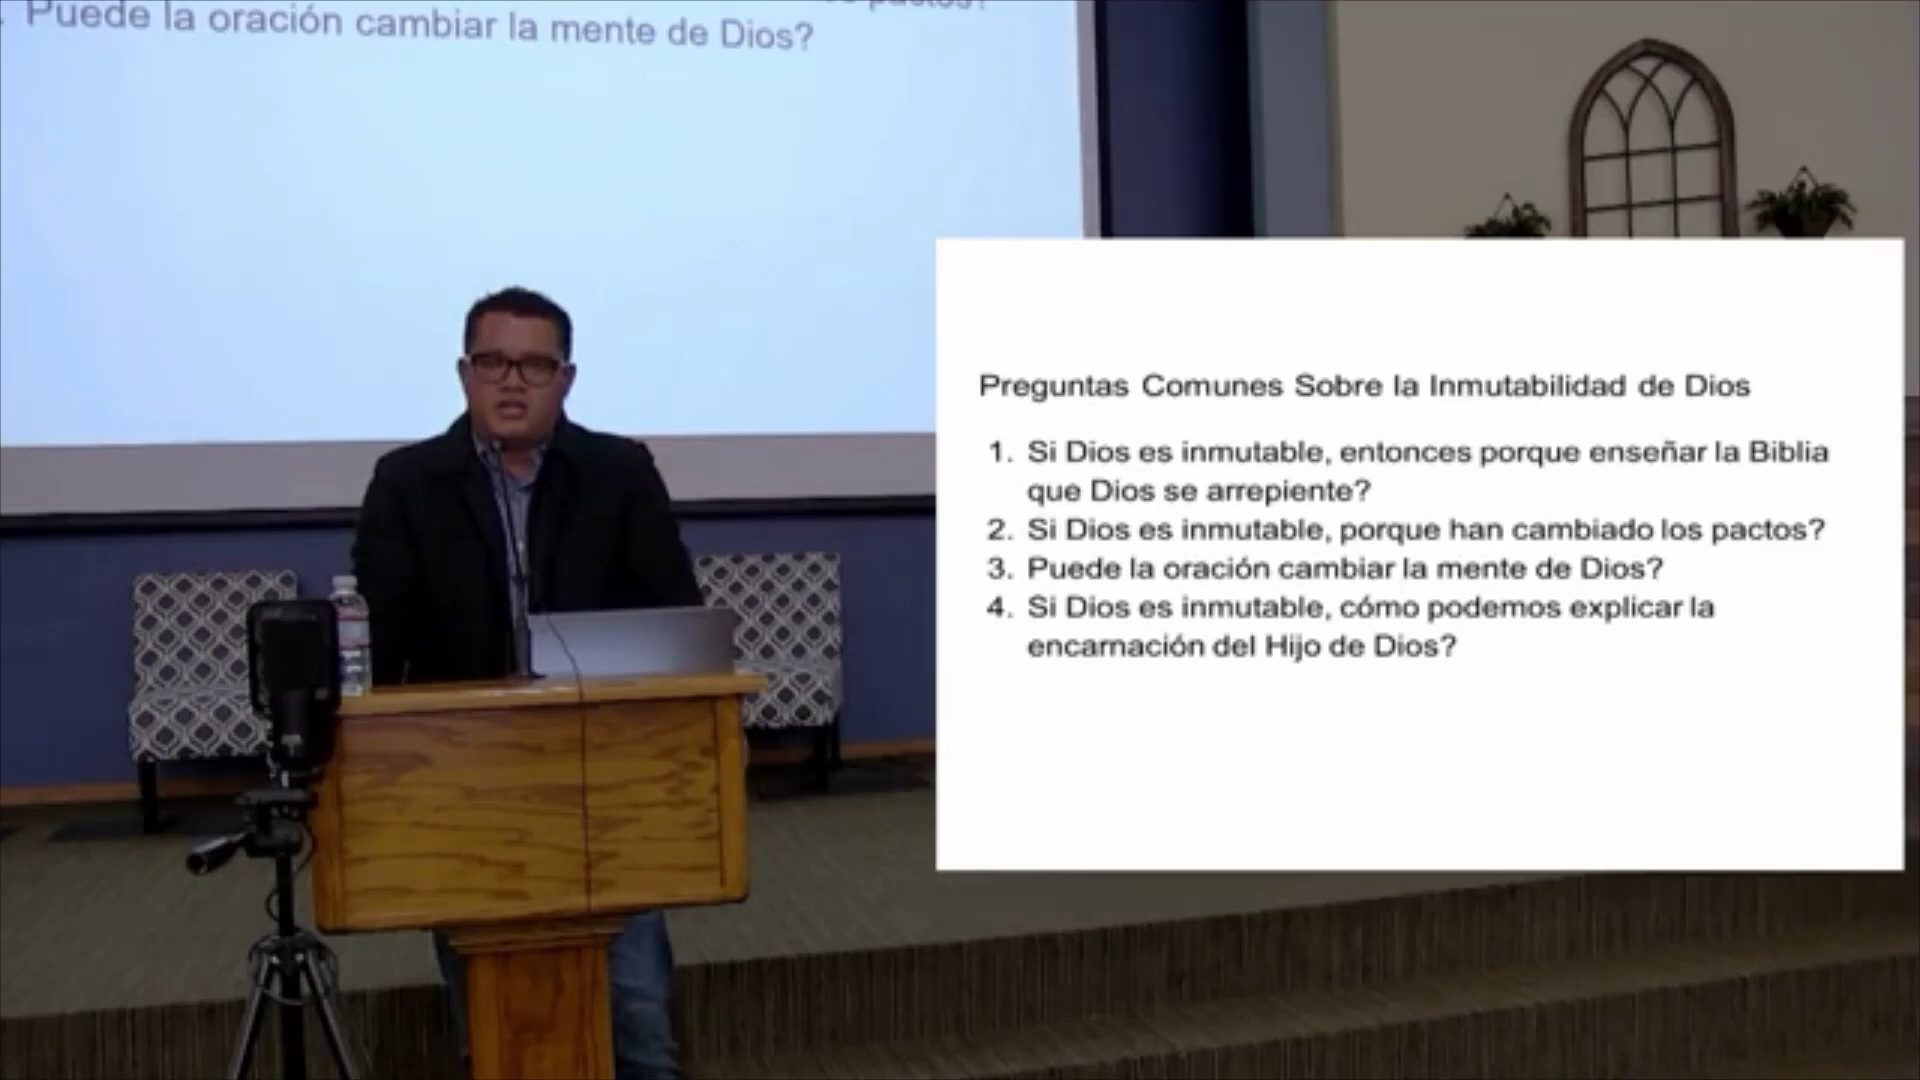 pactos?
Puede la oración cambiar la mente de Dios?
Preguntas Comunes Sobre la Inmutabilidad de Dios
1. Si Dios es inmutable, entonces porque enseñar la Biblia
que Dios se arrepiente?
2. Si Dios es inmutable, porque han cambiado los pactos?
3. Puede la oración cambiar la mente de Dios?
4. Si Dios es inmutable, cómo podemos explicar la
encarnación del Hijo de Dios?